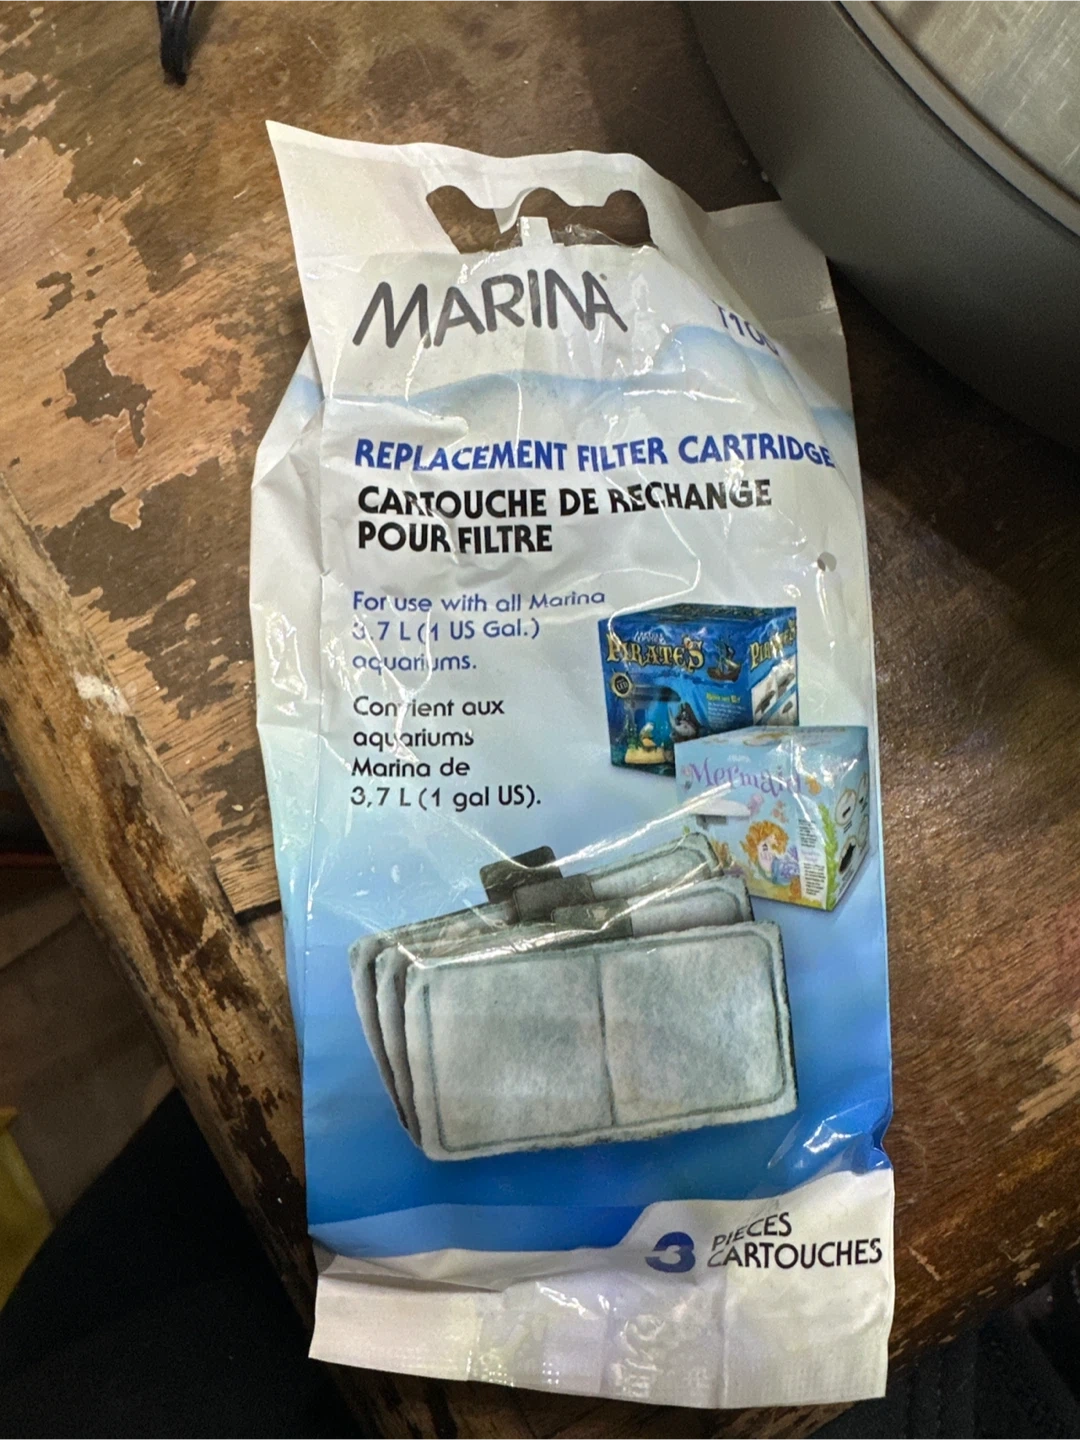 MARINA
REPLACEMENT FILTER CARTRIDGE
CARTOUCHE DE RECHANGE
POUR FILTRE
For use with all Marina
3.7 L (1 US Gal.)
aquariums.
Convient aux
aquariums
Marina de
3,7 L (1 gal US).
PIRATE'S
Mermaid
3 PIECES
CARTOUCHES